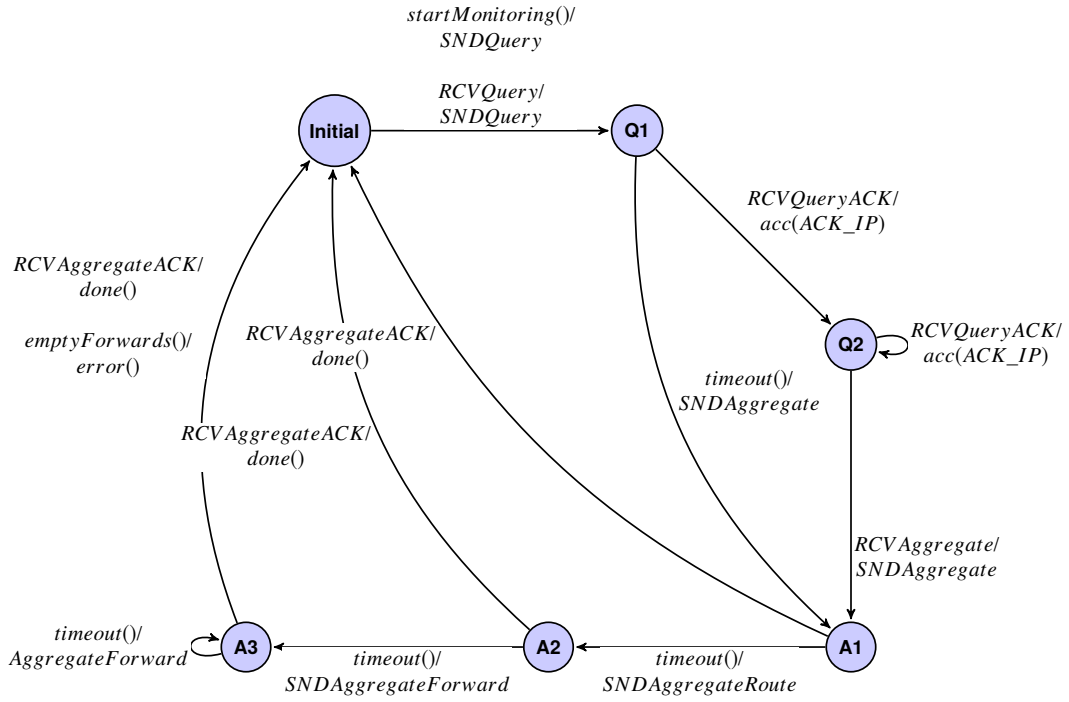 startMonitoring()/
SNDQuery
RCVQuery/
SNDQuery
Initial
Q1
RCVQueryACK/
acc(ACK_IP)
RCVAggregateACK/
done()
emptyForwards()/
error()
RCVAggregateACK/
done()
Q2
RCVQueryACK/
acc(ACK_IP)
timeout()/
SNDAggregate
RCVAggregateACK/
done()
RCVAggregate/
SNDAggregate
timeout()/
AggregateForward
A3
timeout()/
SNDAggregateForward
A2
timeout()/
SNDAggregateRoute
A1